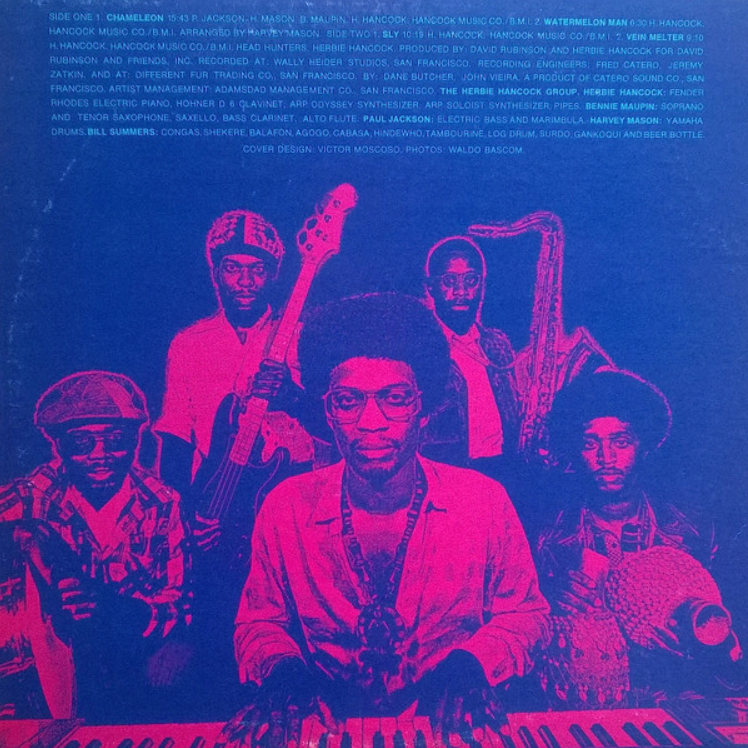 SIDE ONE 1. CHAMELEON 15:43 P. JACKSON. H. MASON. B. MAUPIN. H. HANCOCK. HANCOCK MUSIC CO./B.M.I. 2. WATERMELON MAN 6:30 H. HANCOCK.
HANCOCK MUSIC CO./B.M.I. ARRANGED BY HARVEY MASON. SIDE TWO 1. SLY 10:19 H. HANCOCK. HANCOCK MUSIC CO./B.M.I. 2. VEIN MELTER 9:10
H. HANCOCK. HANCOCK MUSIC CO./B.M.I. HEAD HUNTERS. HERBIE HANCOCK. PRODUCED BY: DAVID RUBINSON AND HERBIE HANCOCK FOR DAVID
RUBINSON AND FRIENDS, INC. RECORDED AT: WALLY HEIDER STUDIOS, SAN FRANCISCO. RECORDING ENGINEERS: FRED CATERO, JEREMY
ZATKIN. AND AT: DIFFERENT FUR TRADING CO., SAN FRANCISCO. BY: DANE BUTCHER, JOHN VIEIRA. A PRODUCT OF CATERO SOUND CO., SAN
FRANCISCO. ARTIST MANAGEMENT: ADAMSDAD MANAGEMENT CO., SAN FRANCISCO. THE HERBIE HANCOCK GROUP. HERBIE HANCOCK: FENDER
RHODES ELECTRIC PIANO, HOHNER D 6 CLAVINET, ARP ODYSSEY SYNTHESIZER, ARP SOLOIST SYNTHESIZER, PIPES. BENNIE MAUPIN: SOPRANO
AND TENOR SAXOPHONE, SAXELLO, BASS CLARINET, ALTO FLUTE. PAUL JACKSON: ELECTRIC BASS AND MARIMBULA. HARVEY MASON: YAMAHA
DRUMS. BILL SUMMERS: CONGAS, SHEKERE, BALAFON, AGOGO, CABASA, HINDEWHO, TAMBOURINE, LOG DRUM, SURDO, GANKOQUI AND BEER BOTTLE.
COVER DESIGN: VICTOR MOSCOSO, PHOTOS: WALDO BASCOM.